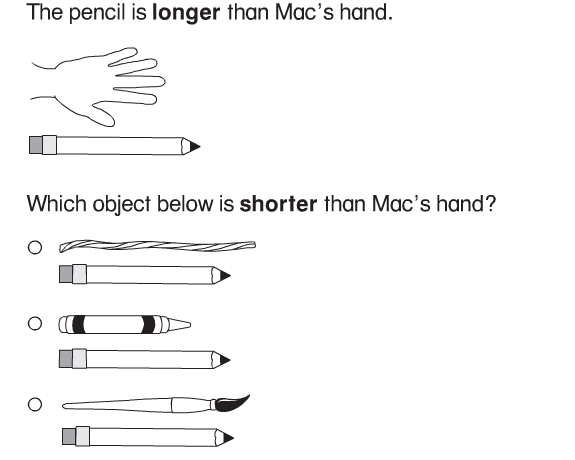 The pencil is longer than Mac's hand.
Which object below is shorter than Mac's hand?